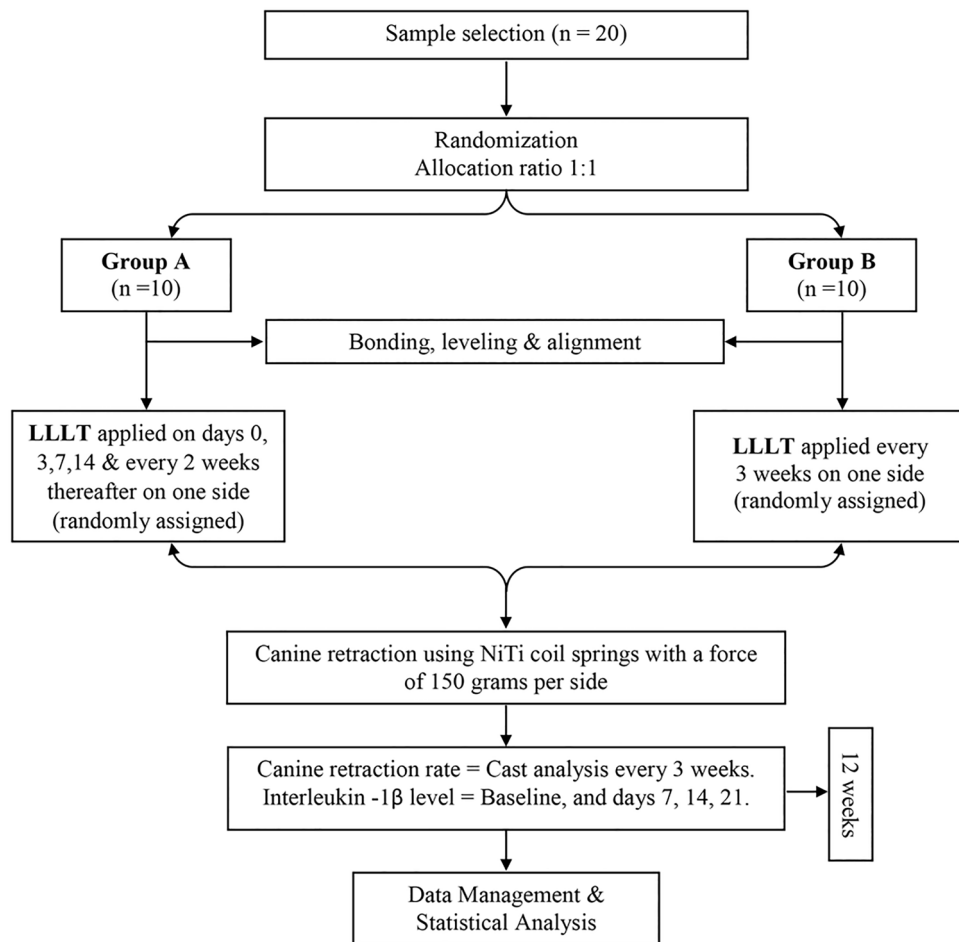 Sample selection (n = 20)
Randomization
Allocation ratio 1:1
Group A
(n =10)
Group B
(n =10)
Bonding, leveling & alignment
LLLT applied on days 0,
3,7,14 & every 2 weeks
thereafter on one side
(randomly assigned)
LLLT applied every
3 weeks on one side
(randomly assigned)
Canine retraction using NiTi coil springs with a force
of 150 grams per side
Canine retraction rate = Cast analysis every 3 weeks.
Interleukin -1β level = Baseline, and days 7, 14, 21.
12 weeks
Data Management &
Statistical Analysis